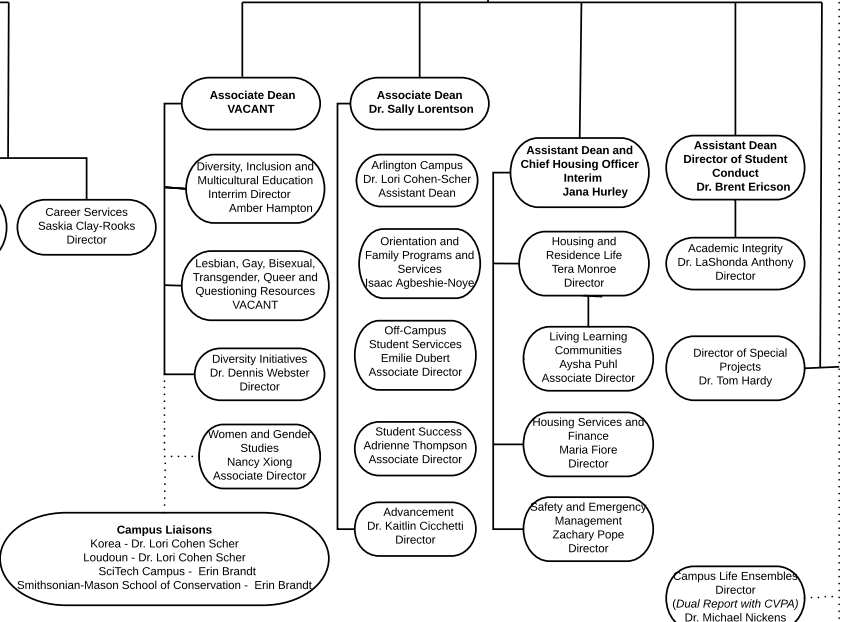 Associate Dean
VACANT
Associate Dean
Dr. Sally Lorentson
Assistant Dean and
Chief Housing Officer
Interim
Jana Hurley
Assistant Dean
Director of Student
Conduct
Dr. Brent Ericson
Career Services
Saskia Clay-Rooks
Director
Diversity, Inclusion and
Multicultural Education
Interrim Director
Amber Hampton
Lesbian, Gay, Bisexual,
Transgender, Queer and
Questioning Resources
VACANT
Diversity Initiatives
Dr. Dennis Webster
Director
Women and Gender
Studies
Nancy Xiong
Associate Director
Campus Liaisons
Korea - Dr. Lori Cohen Scher
Loudoun - Dr. Lori Cohen Scher
SciTech Campus - Erin Brandt
Smithsonian-Mason School of Conservation - Erin Brandt
Arlington Campus
Dr. Lori Cohen-Scher
Assistant Dean
Orientation and
Family Programs and
Services
Isaac Agbeshie-Noye
Off-Campus
Student Servicces
Emilie Dubert
Associate Director
Student Success
Adrienne Thompson
Associate Director
Advancement
Dr. Kaitlin Cicchetti
Director
Housing and
Residence Life
Tera Monroe
Director
Living Learning
Communities
Aysha Puhl
Associate Director
Housing Services and
Finance
Maria Fiore
Director
Safety and Emergency
Management
Zachary Pope
Director
Academic Integrity
Dr. LaShonda Anthony
Director
Director of Special
Projects
Dr. Tom Hardy
Campus Life Ensembles
Director
(Dual Report with CVPA)
Dr. Michael Nickens